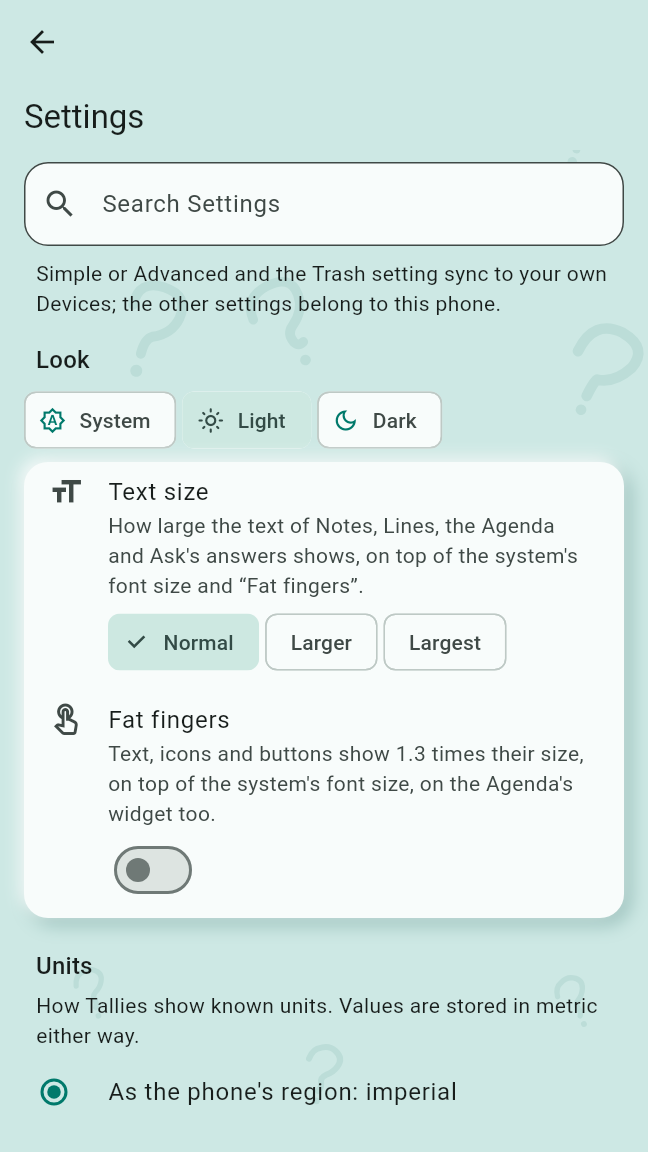 Settings
Search Settings
Simple or Advanced and the Trash setting sync to your own
Devices; the other settings belong to this phone.
Look
System
Light
Dark
Text size
How large the text of Notes, Lines, the Agenda
and Ask's answers shows, on top of the system's
font size and “Fat fingers”.
Normal
Larger
Largest
Fat fingers
Text, icons and buttons show 1.3 times their size,
on top of the system's font size, on the Agenda's
widget too.
Units
How Tallies show known units. Values are stored in metric
either way.
As the phone's region: imperial